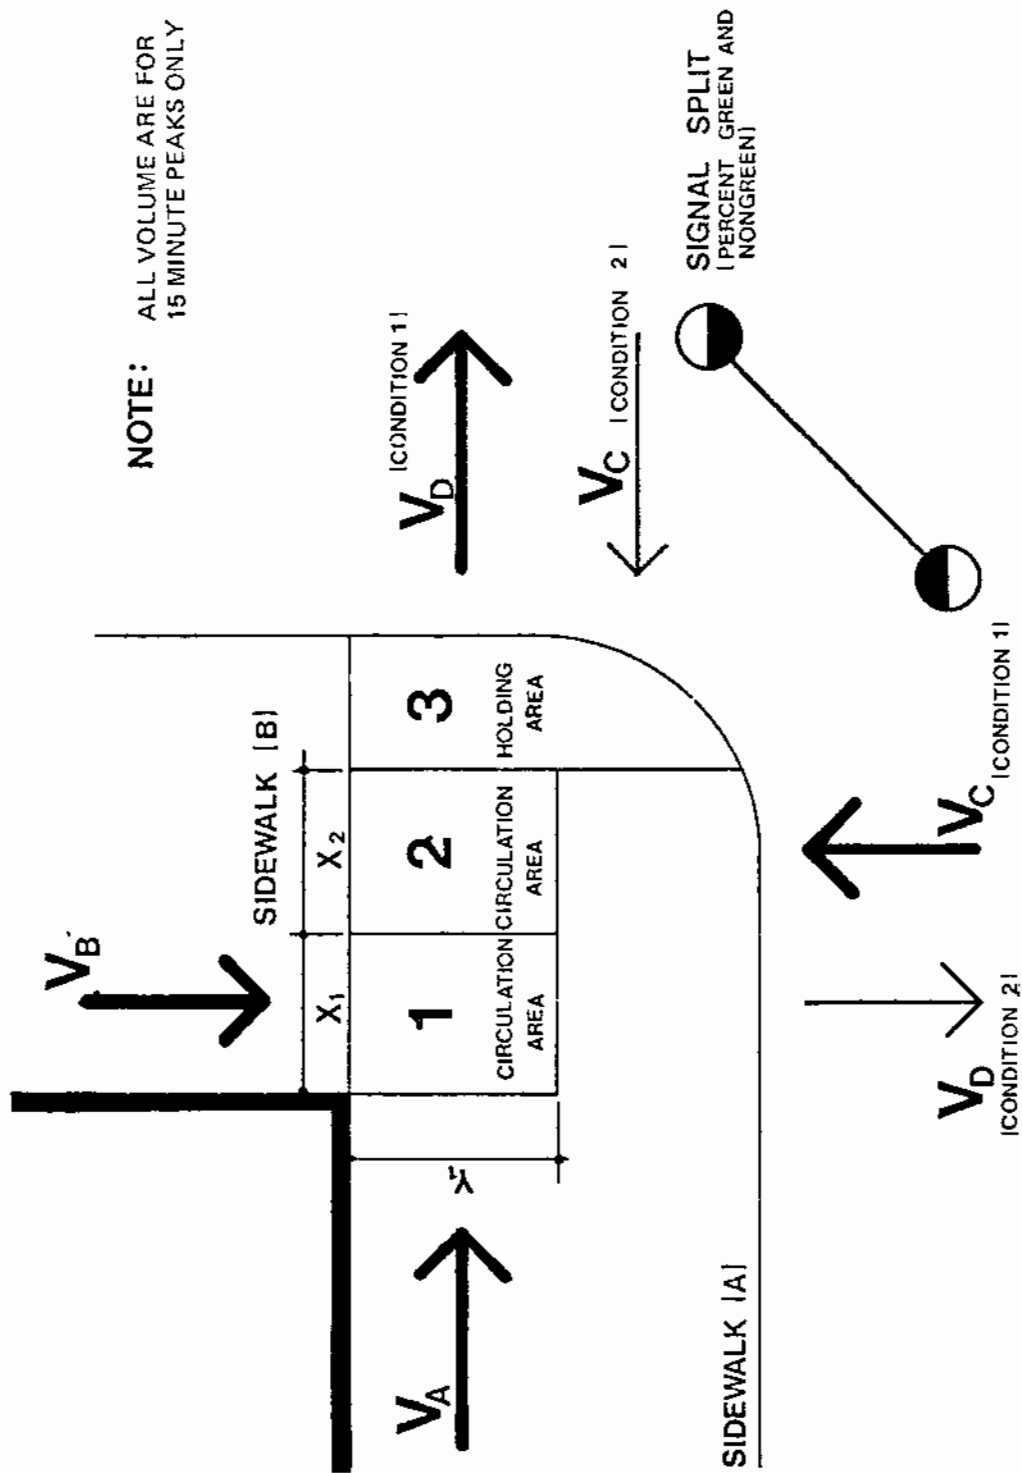 NOTE:
ALL VOLUME ARE FOR
15 MINUTE PEAKS ONLY
V_B
SIDEWALK [B]
X₁
X₂
1
CIRCULATION
AREA
2
CIRCULATION
AREA
3
HOLDING
AREA
Y₁
V_A
V_D
[CONDITION 1]
V_C [CONDITION 2]
SIGNAL SPLIT
[PERCENT GREEN AND
NONGREEN]
SIDEWALK [A]
V_D
[CONDITION 2]
V_C [CONDITION 1]